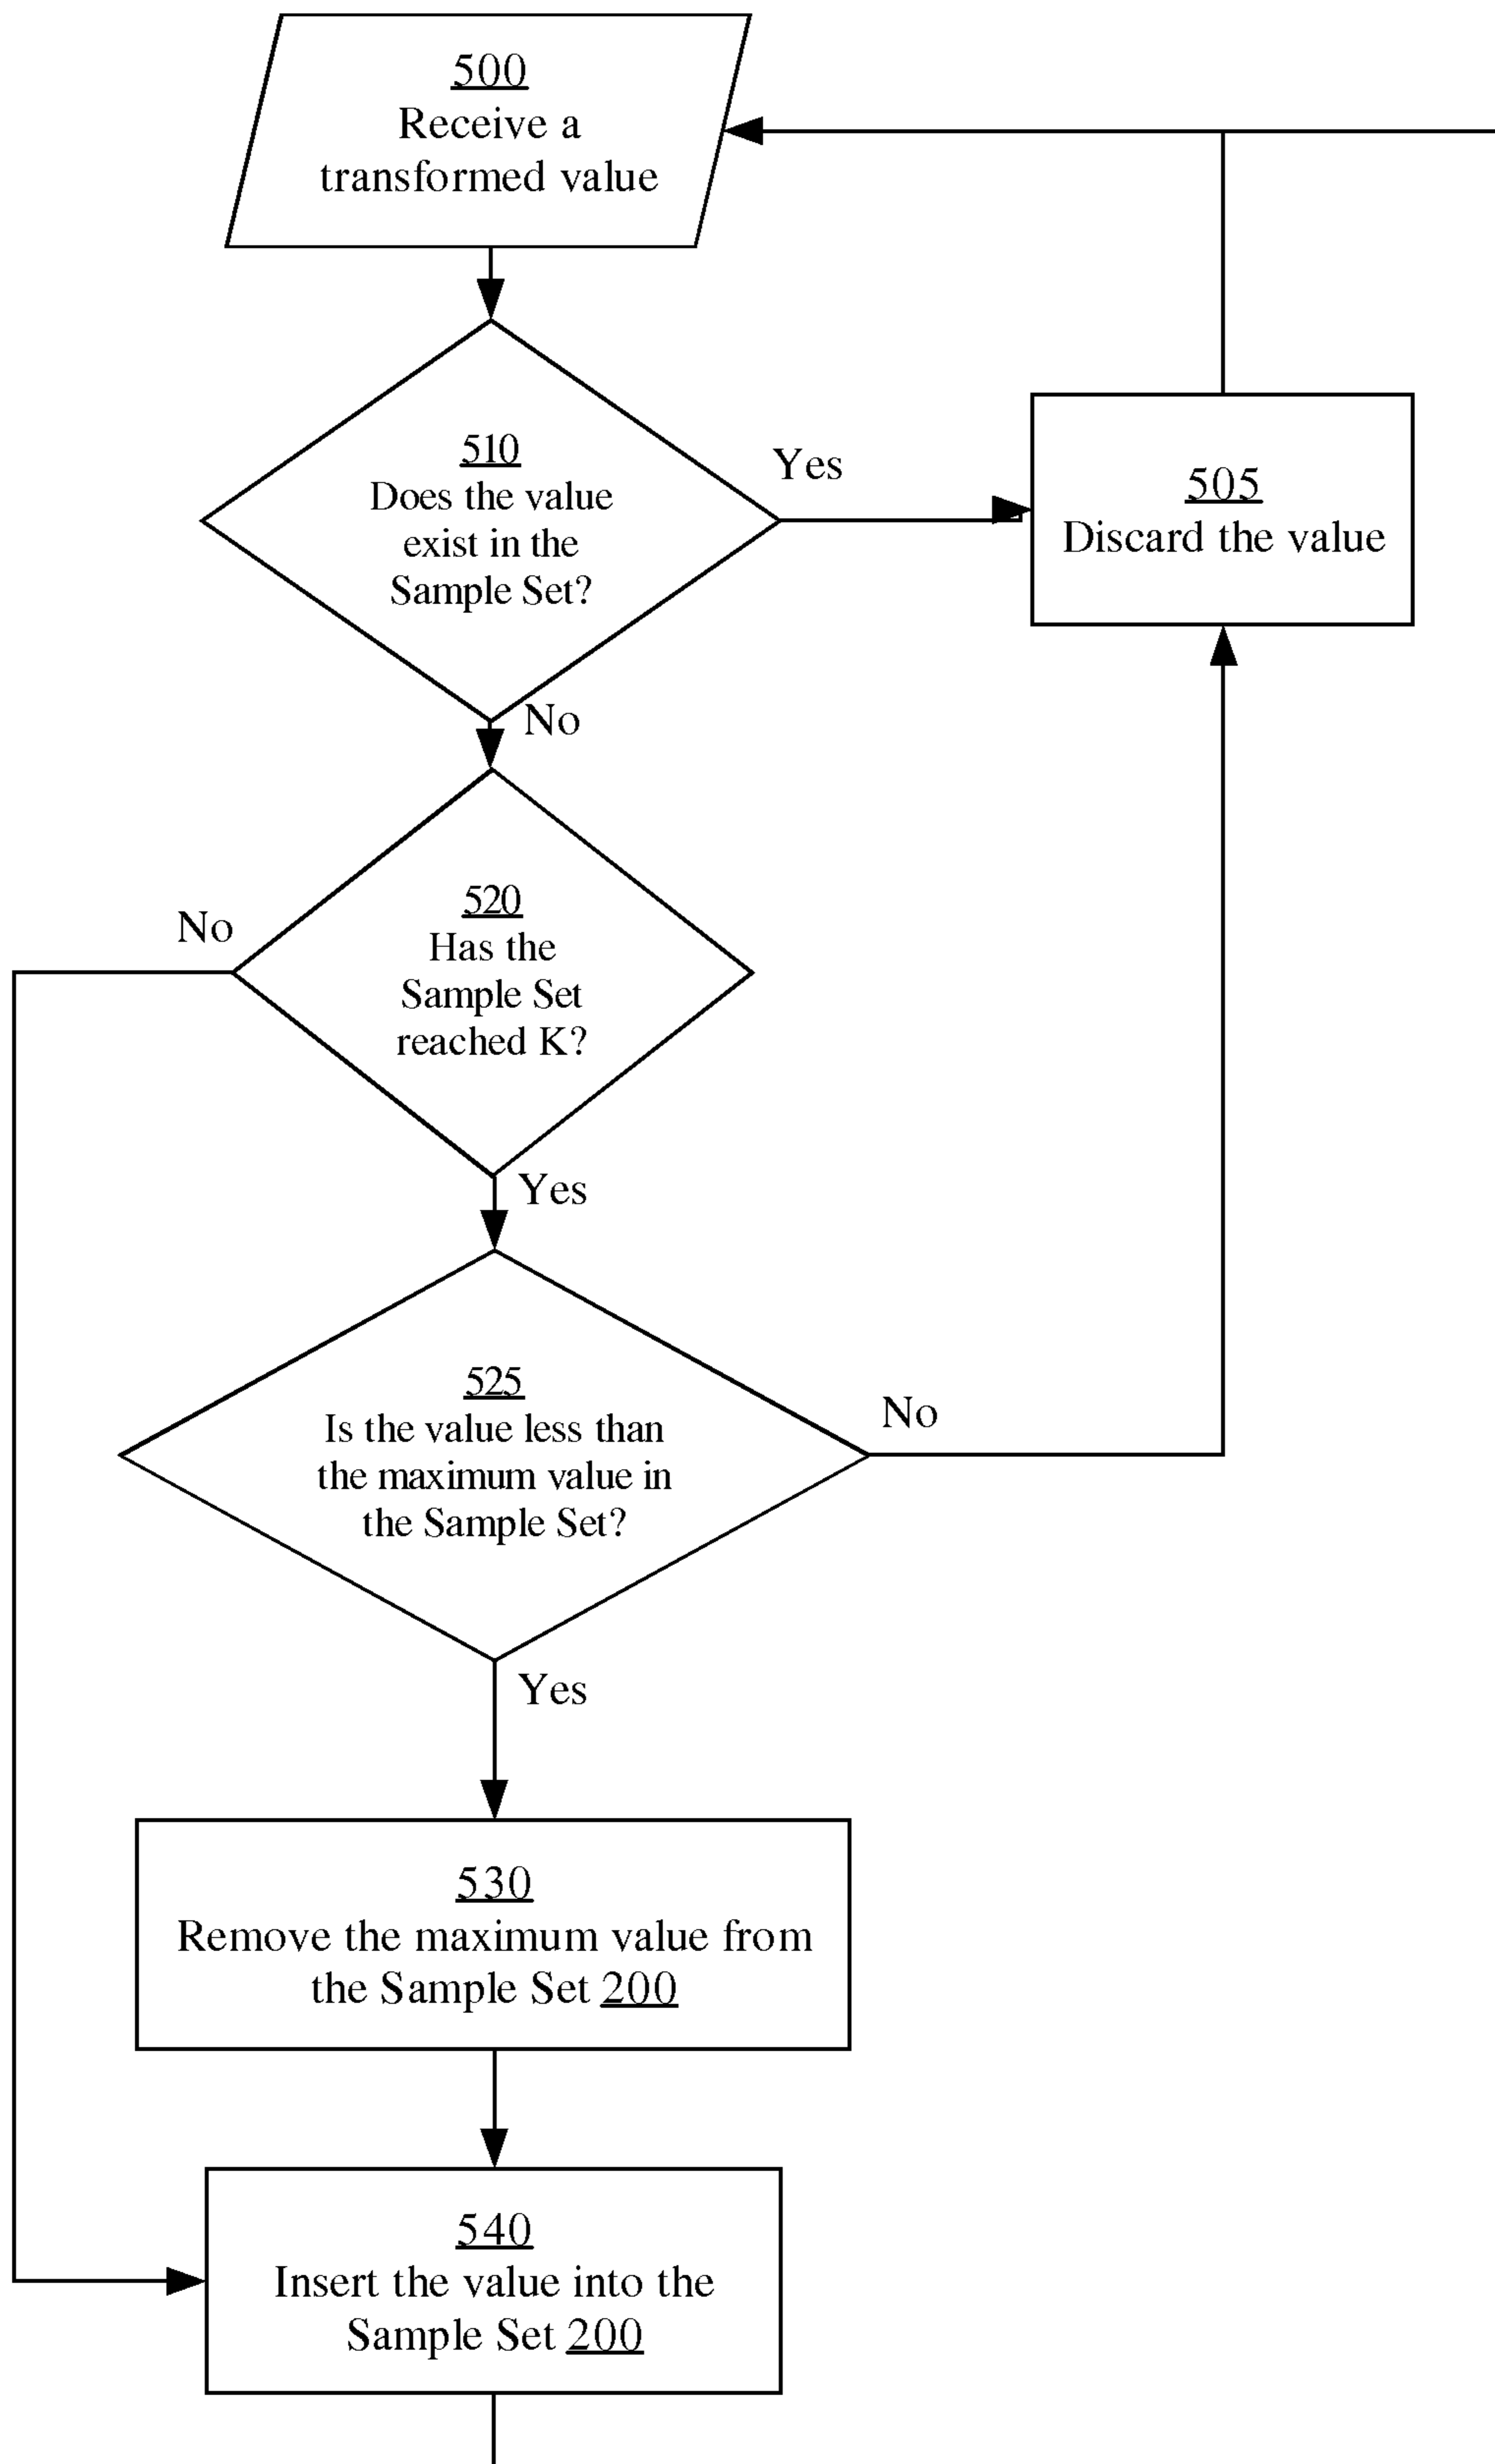 500
Receive a
transformed value
510
Does the value
exist in the
Sample Set?
Yes
505
Discard the value
No
520
Has the
Sample Set
reached K?
No
Yes
525
Is the value less than
the maximum value in
the Sample Set?
No
Yes
530
Remove the maximum value from
the Sample Set 200
540
Insert the value into the
Sample Set 200